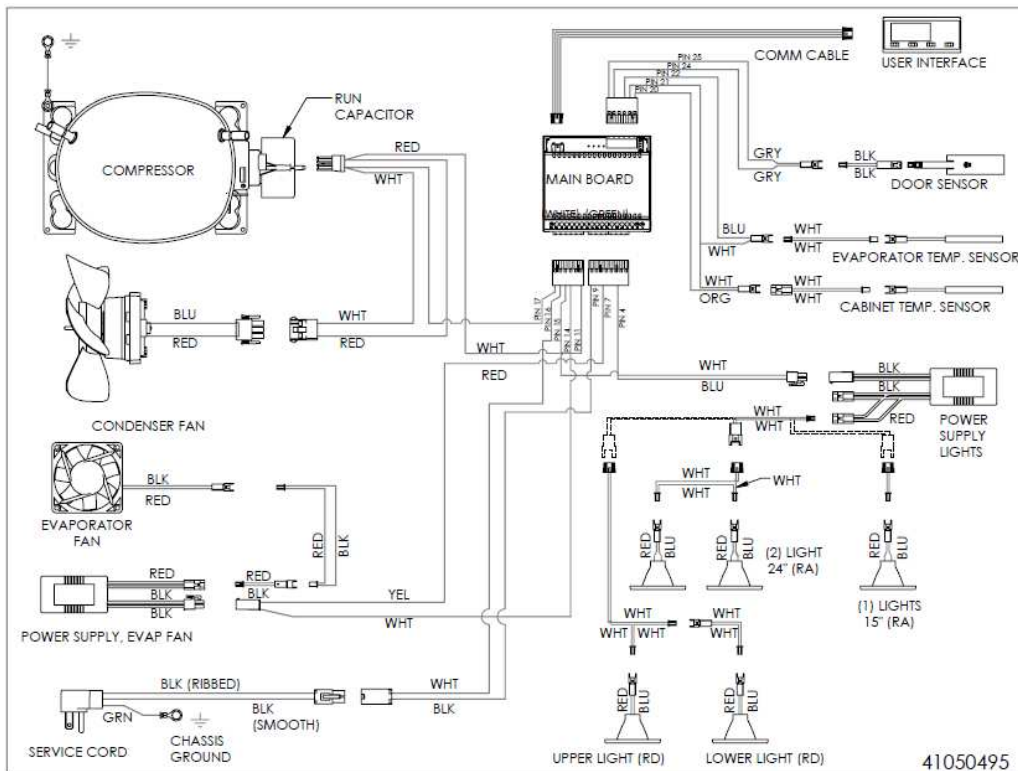 COMM CABLE
USER INTERFACE
PIN 25
PIN 24
PIN 22
PIN 21
PIN 20
RUN
CAPACITOR
COMPRESSOR
RED
WHT
MAIN BOARD
(WHITE) (GREEN)
GRY
GRY
BLK
BLK
DOOR SENSOR
BLU
WHT
WHT
WHT
EVAPORATOR TEMP. SENSOR
WHT
ORG
WHT
WHT
CABINET TEMP. SENSOR
BLU
RED
WHT
RED
CONDENSER FAN
PIN 17
PIN 16
PIN 15
PIN 14
PIN 11
PIN 9
PIN 7
PIN 4
WHT
RED
WHT
BLU
BLK
BLK
RED
POWER
SUPPLY
LIGHTS
WHT
WHT
WHT
WHT
WHT
BLK
RED
EVAPORATOR
FAN
RED
BLK
RED
BLU
RED
BLU
(2) LIGHT
24" (RA)
RED
BLU
(1) LIGHTS
15" (RA)
RED
BLK
BLK
RED
BLK
YEL
WHT
POWER SUPPLY, EVAP FAN
WHT
WHT
WHT
WHT
WHT
BLK (RIBBED)
BLK
(SMOOTH)
WHT
BLK
GRN
SERVICE CORD
CHASSIS
GROUND
RED
BLU
UPPER LIGHT (RD)
RED
BLU
LOWER LIGHT (RD)
41050495